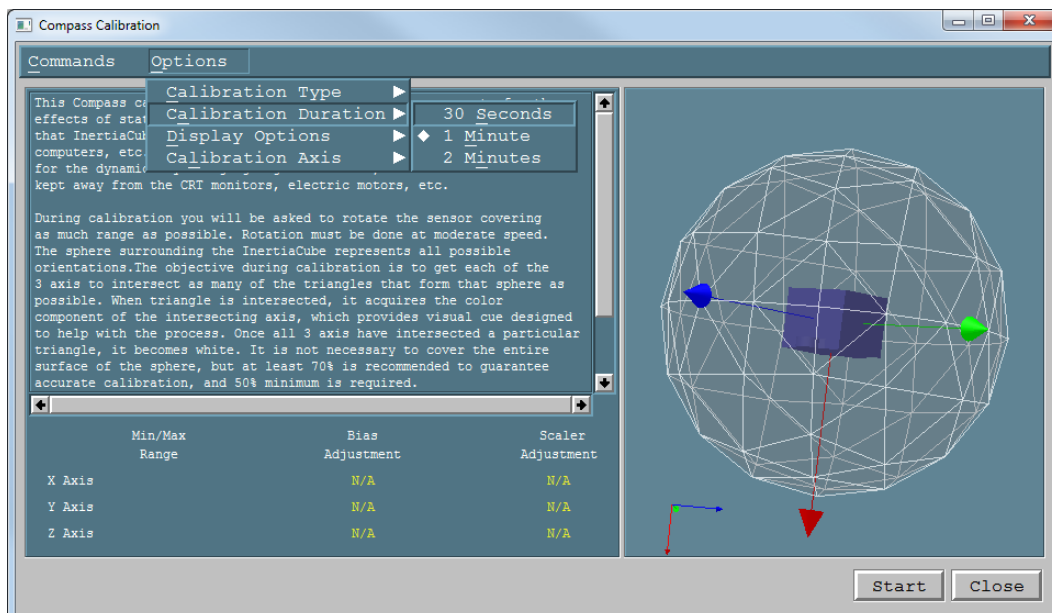 Compass Calibration
Commands Options
Calibration Type
Calibration Duration
Display Options
Calibration Axis
30 Seconds
1 Minute
2 Minutes
This Compass ca
effects of stat
that InertiaCub
computers, etc.
for the dynamic
kept away from the CRT monitors, electric motors, etc.
During calibration you will be asked to rotate the sensor covering
as much range as possible. Rotation must be done at moderate speed.
The sphere surrounding the InertiaCube represents all possible
orientations.The objective during calibration is to get each of the
3 axis to intersect as many of the triangles that form that sphere as
possible. When triangle is intersected, it acquires the color
component of the intersecting axis, which provides visual cue designed
to help with the process. Once all 3 axis have intersected a particular
triangle, it becomes white. It is not necessary to cover the entire
surface of the sphere, but at least 70% is recommended to guarantee
accurate calibration, and 50% minimum is required.
Min/Max Bias Scaler
Range Adjustment Adjustment
X Axis N/A N/A
Y Axis N/A N/A
Z Axis N/A N/A
Start Close